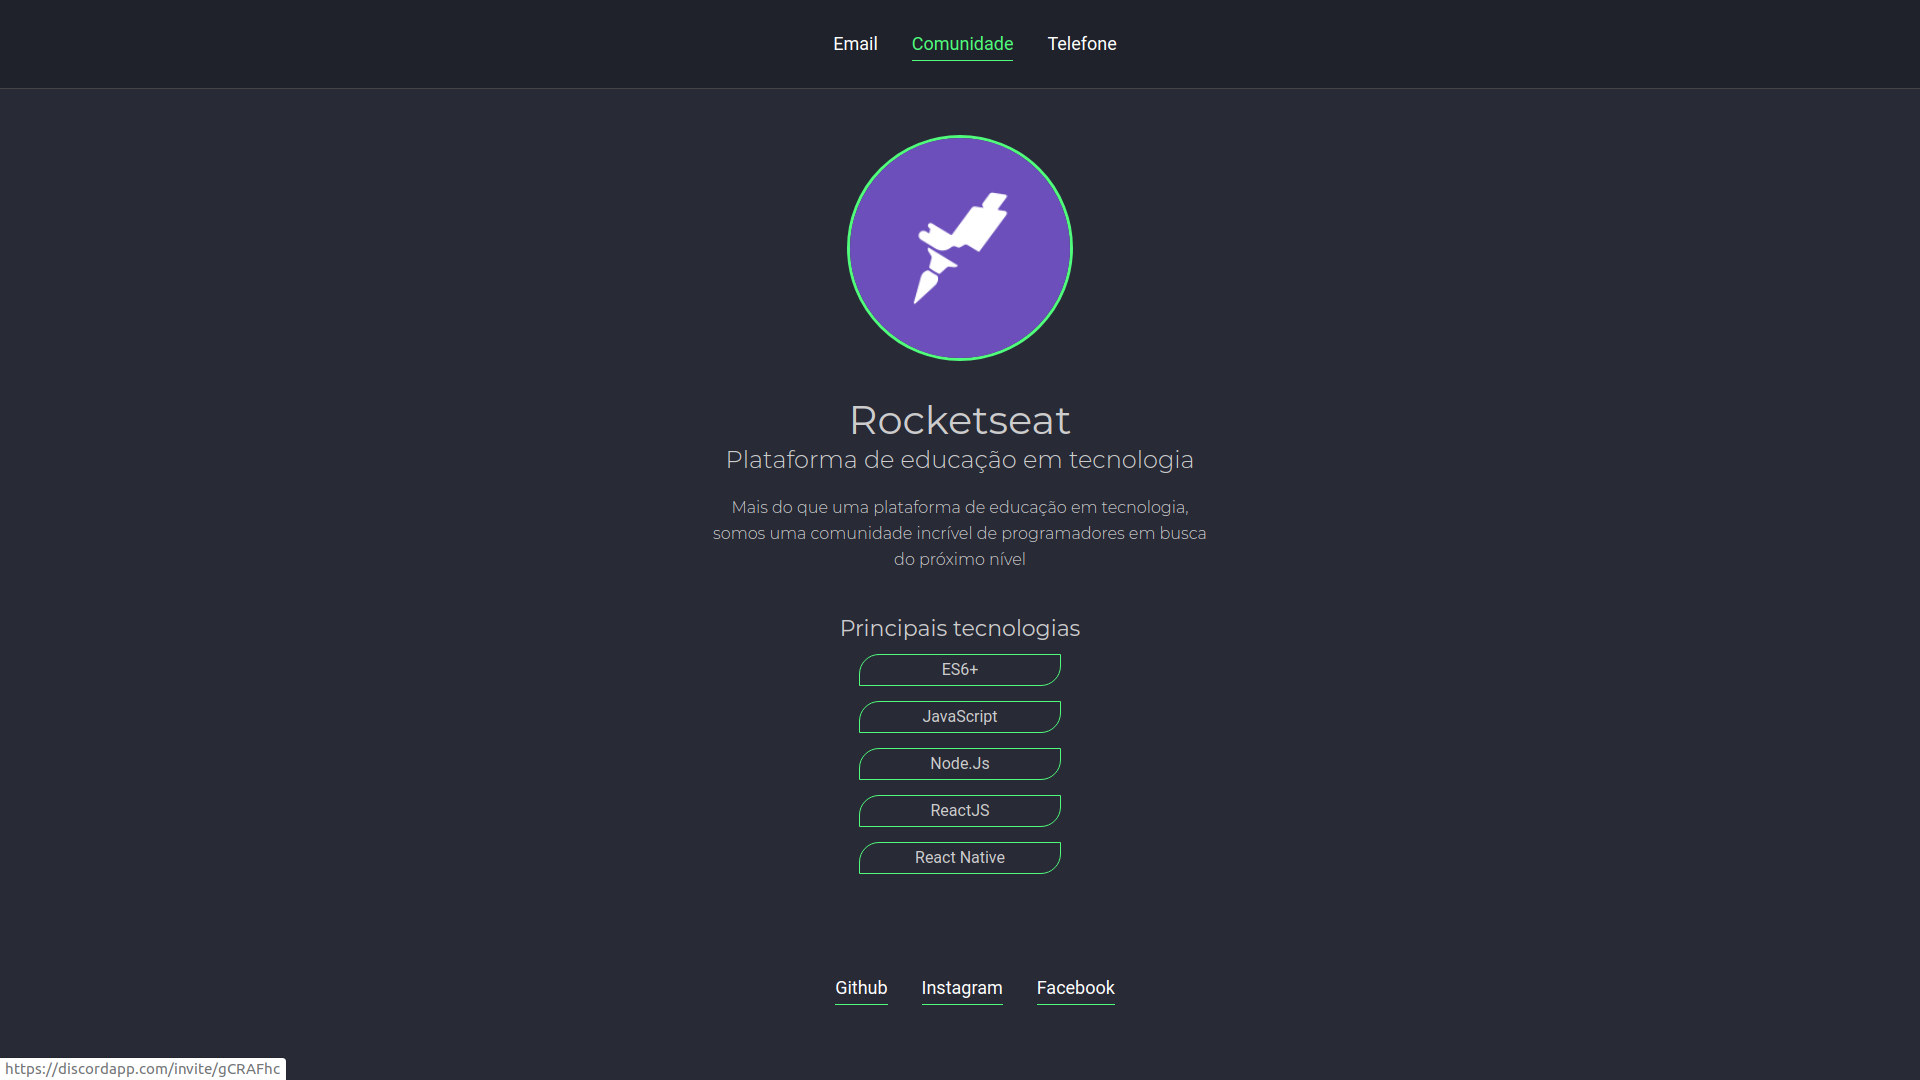 Email Comunidade Telefone
Rocketseat
Plataforma de educação em tecnologia
Mais do que uma plataforma de educação em tecnologia,
somos uma comunidade incrível de programadores em busca
do próximo nível
Principais tecnologias
ES6+
JavaScript
Node.Js
ReactJS
React Native
Github Instagram Facebook
https://discordapp.com/invite/gCRAFhc